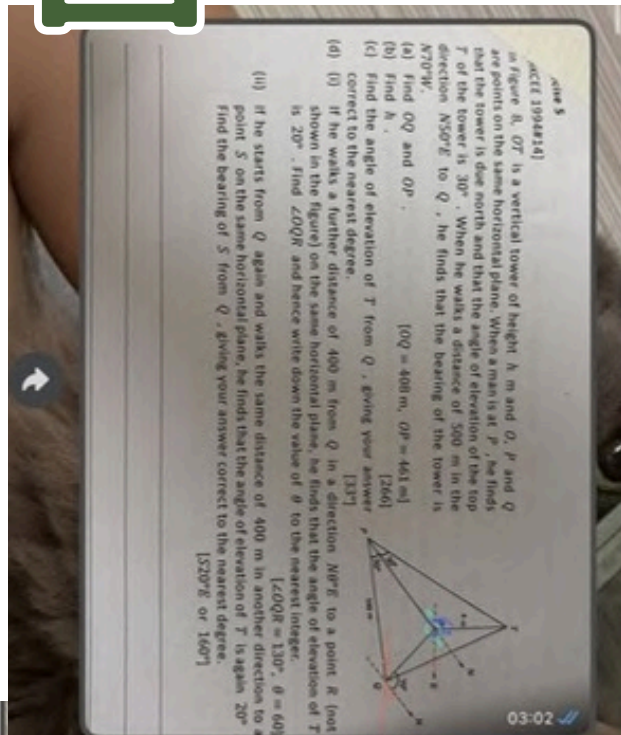 cise 5
KCEE 1994#14]
In Figure 8, OT is a vertical tower of height h m and O, P and Q
are points on the same horizontal plane. When a man is at P, he finds
that the tower is due north and that the angle of elevation of the top
T of the tower is 30°. When he walks a distance of 500 m in the
direction N50°E to Q, he finds that the bearing of the tower is
N70°W.
(a) Find OQ and OP.
[OQ = 408 m, OP = 461 m]
(b) Find h.
[266]
(c) Find the angle of elevation of T from Q, giving your answer
correct to the nearest degree.
[33°]
(d) (i) If he walks a further distance of 400 m from Q in a direction Nθ°E to a point R (not
shown in the figure) on the same horizontal plane, he finds that the angle of elevation of T
is 20°. Find ∠OQR and hence write down the value of θ to the nearest integer.
[∠OQR = 130°, θ = 60]
(ii) If he starts from Q again and walks the same distance of 400 m in another direction to a
point S on the same horizontal plane, he finds that the angle of elevation of T is again 20°
Find the bearing of S from Q, giving your answer correct to the nearest degree.
[S20°E or 160°]
T
N
P
Q
N
03:02